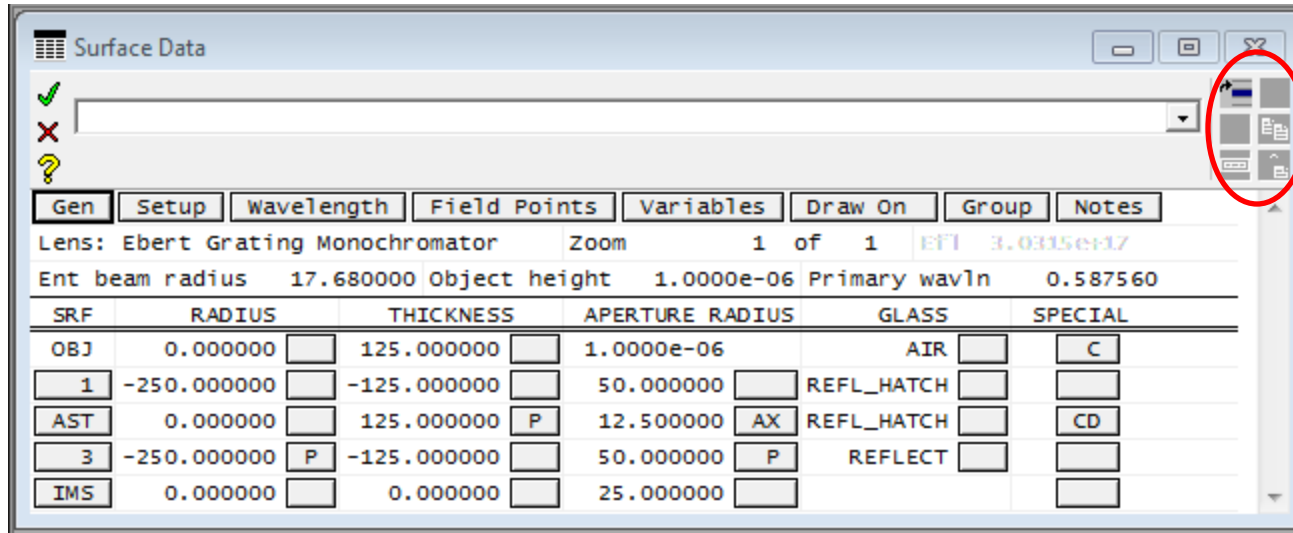 Surface Data
Gen Setup Wavelength Field Points Variables Draw On Group Notes
Lens: Ebert Grating Monochromator Zoom 1 of 1 Efl 3.0315e+17
Ent beam radius 17.680000 Object height 1.0000e-06 Primary wavln 0.587560
SRF RADIUS THICKNESS APERTURE RADIUS GLASS SPECIAL
OBJ 0.000000 125.000000 1.0000e-06 AIR C
1 -250.000000 -125.000000 50.000000 REFL_HATCH
AST 0.000000 125.000000 P 12.500000 AX REFL_HATCH CD
3 -250.000000 P -125.000000 50.000000 P REFLECT
IMS 0.000000 0.000000 25.000000